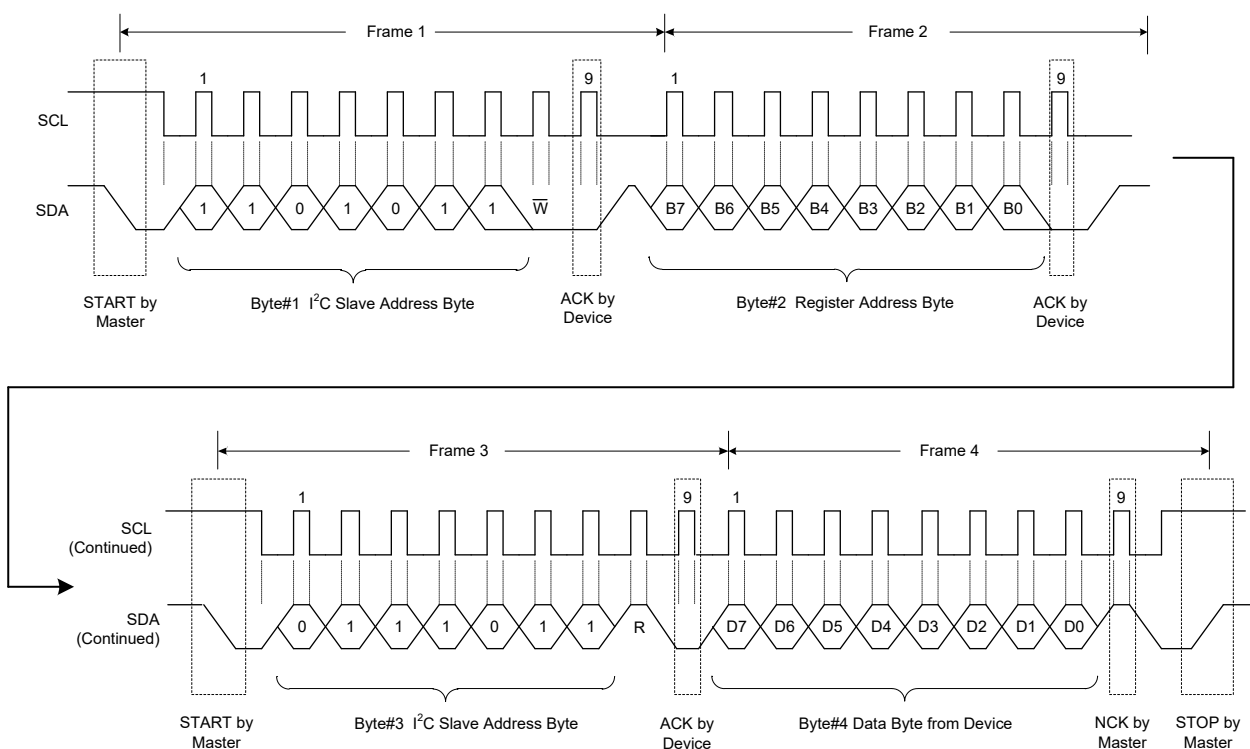 Frame 1 Frame 2
1 9 1 9
SCL
SDA 1 1 0 1 0 1 1 W̅ B7 B6 B5 B4 B3 B2 B1 B0
START by
Master
Byte#1 I²C Slave Address Byte
ACK by
Device
Byte#2 Register Address Byte
ACK by
Device
Frame 3 Frame 4
1 9 1 9
SCL
(Continued)
SDA
(Continued)
0 1 1 1 0 1 1 R D7 D6 D5 D4 D3 D2 D1 D0
START by
Master
Byte#3 I²C Slave Address Byte
ACK by
Device
Byte#4 Data Byte from Device
NCK by
Master
STOP by
Master